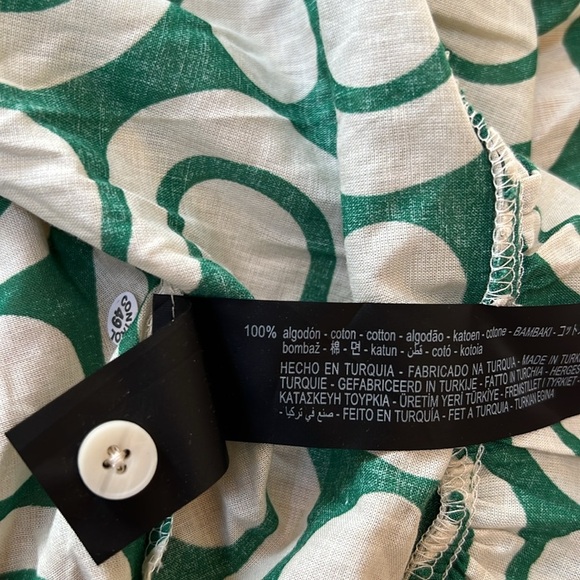 100% algodón - coton - cotton - algodão - katoen - cotone - BAMBAKI -
bombaž - 棉 - 면 - katun - قطن - cotó - kotoia
HECHO EN TURQUIA - FABRICADO NA TURQUIA - MADE IN TURK
TURQUIE - GEFABRICEERD IN TURKIJE - FATTO IN TURCHIA - HERGES
ΚΑΤΑΣΚΕΥΗ ΤΟΥΡΚΙΑ - ÜRETİM YERİ TÜRKİYE - FREMSTILLET I TYRKIET -
صنع في تركيا - FEITO EN TURQUÍA - FET A TURQUIA - TURKIAN EGINA